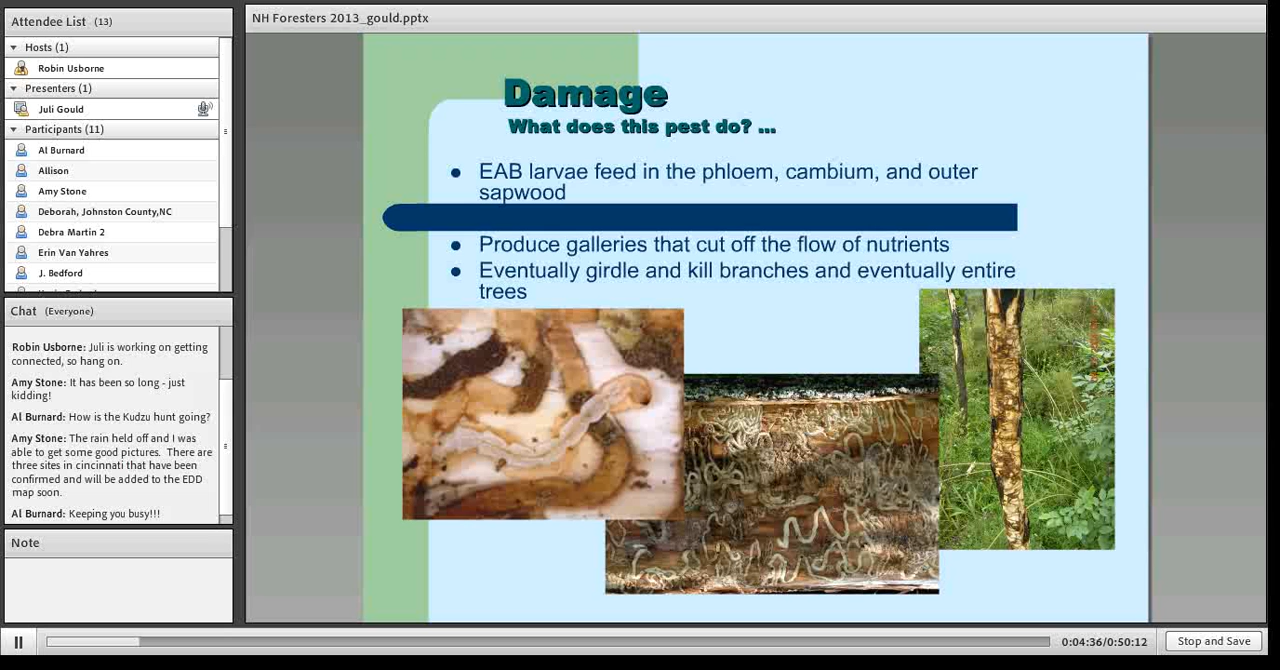 Attendee List (13)
Hosts (1)
Robin Usborne
Presenters (1)
Juli Gould
Participants (11)
Al Burnard
Allison
Amy Stone
Deborah, Johnston County,NC
Debra Martin 2
Erin Van Yahres
J. Bedford
Chat (Everyone)
Robin Usborne: Juli is working on getting
connected, so hang on.
Amy Stone: It has been so long - just
kidding!
Al Burnard: How is the Kudzu hunt going?
Amy Stone: The rain held off and I was
able to get some good pictures. There are
three sites in cincinnati that have been
confirmed and will be added to the EDD
map soon.
Al Burnard: Keeping you busy!!!
Note
NH Foresters 2013_gould.pptx
Damage
What does this pest do? ...
● EAB larvae feed in the phloem, cambium, and outer
sapwood
● Produce galleries that cut off the flow of nutrients
● Eventually girdle and kill branches and eventually entire
trees
0:04:36/0:50:12
Stop and Save